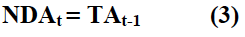 NDAₜ = TAₜ₋₁ (3)